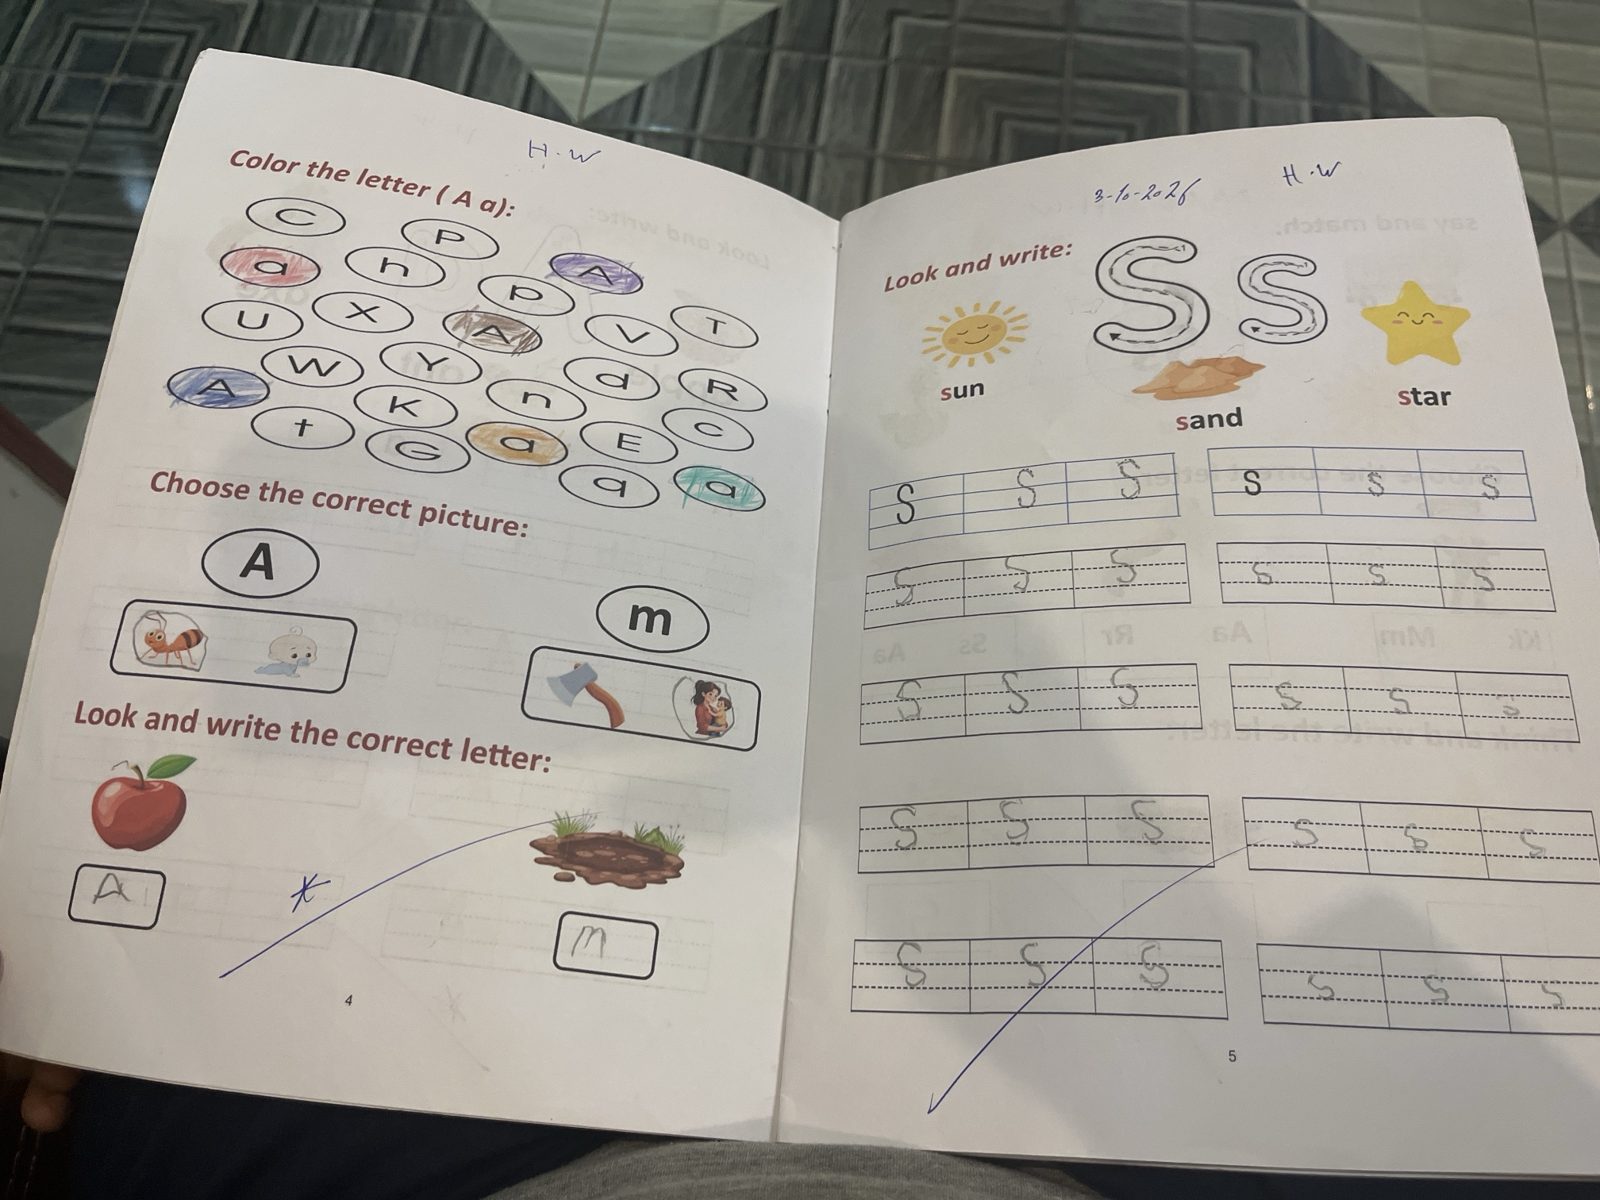 H.W
Color the letter ( A a):
C P A
a h p
U X A V T
W Y d R
A K n C
t G a E
q a
Choose the correct picture:
A
m
Look and write the correct letter:
A
m
4
3-10-2026
H.W
Look and write:
S s
sun
sand
star
S S S s s s
S S S s s s
S S S s s s
S S S s s s
S S S s s s
5